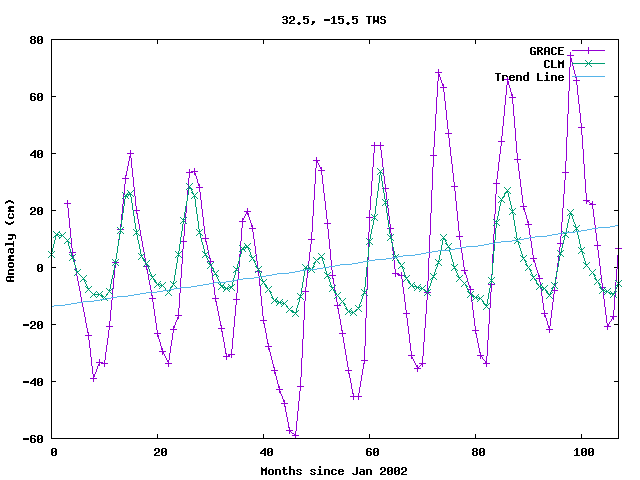 32.5, -15.5 TWS
GRACE
CLM
Trend Line
80
60
40
20
0
-20
-40
-60
Anomaly (cm)
0 20 40 60 80 100
Months since Jan 2002